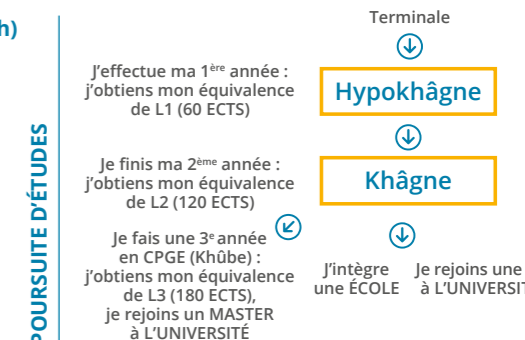 h)
POURSUITE D'ÉTUDES
Terminale
J'effectue ma 1ère année :
j'obtiens mon équivalence
de L1 (60 ECTS)
Hypokhâgne
Je finis ma 2ème année :
j'obtiens mon équivalence
de L2 (120 ECTS)
Khâgne
Je fais une 3e année
en CPGE (Khûbe) :
j'obtiens mon équivalence
de L3 (180 ECTS),
je rejoins un MASTER
à L'UNIVERSITÉ
J'intègre
une ÉCOLE
Je rejoins une
à L'UNIVERSIT